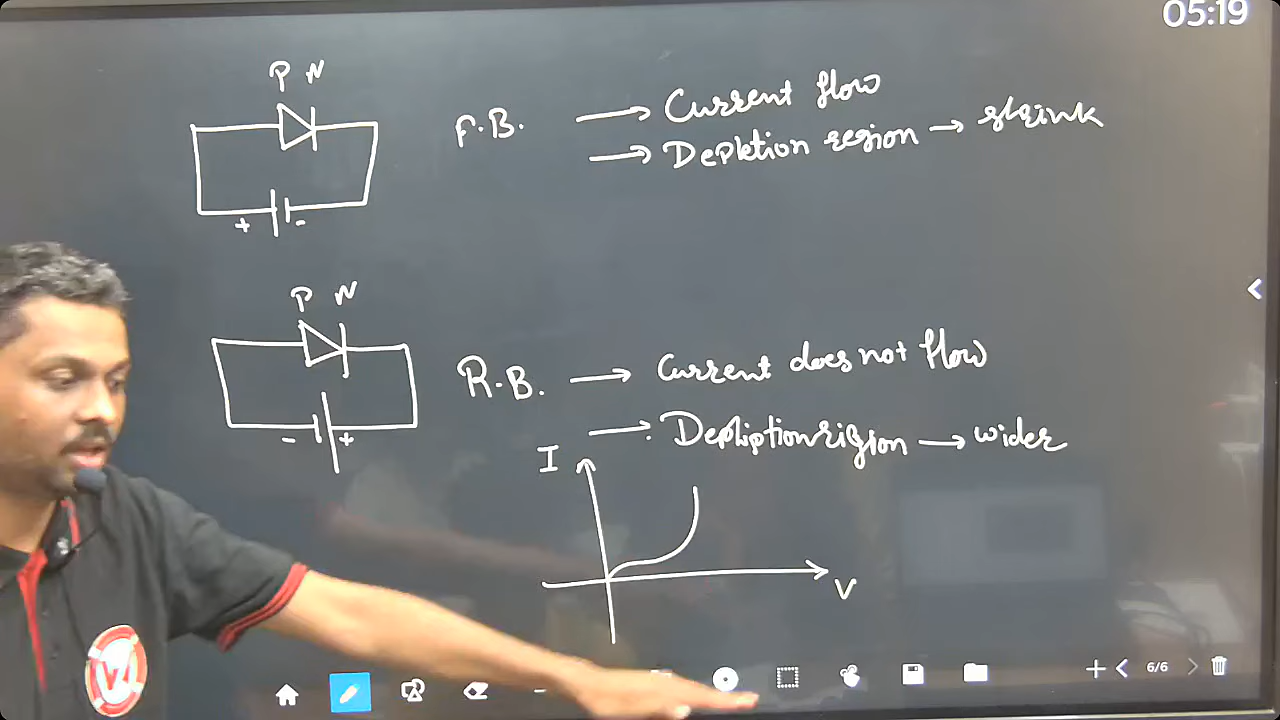 05:19
P N
F.B. → Current flow
→ Depletion region → shrink
+ -
P N
R.B. → Current does not flow
→ Depliption rigion → wider
- +
I
V
6/6